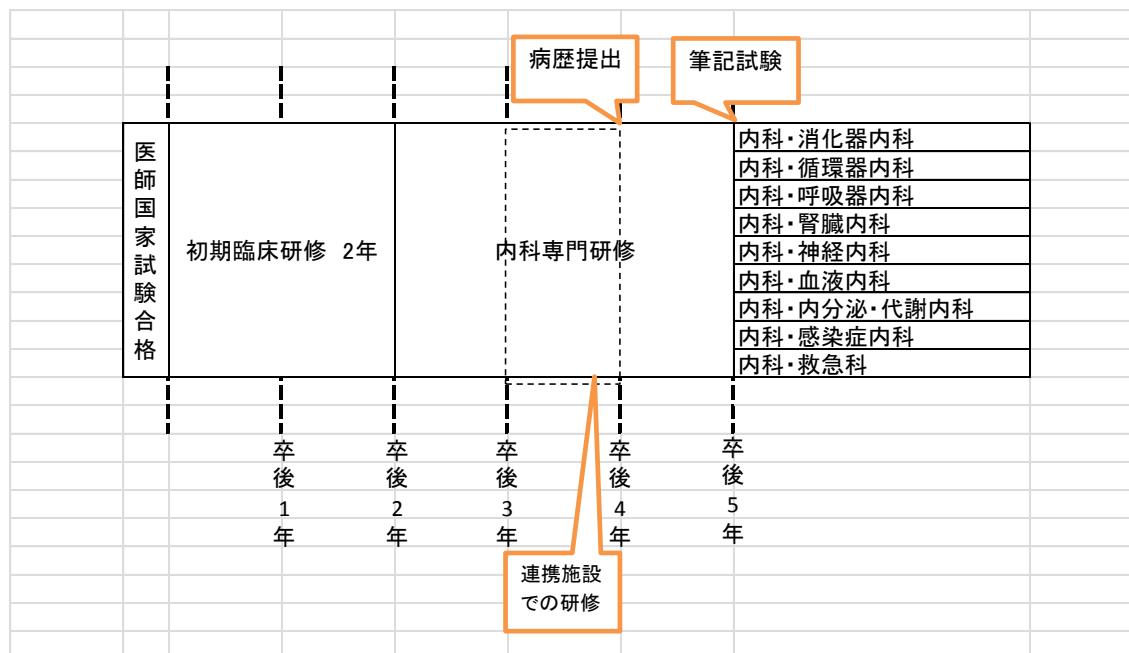 病歴提出
筆記試験
医師国家試験合格
初期臨床研修 2年
内科専門研修
内科・消化器内科
内科・循環器内科
内科・呼吸器内科
内科・腎臓内科
内科・神経内科
内科・血液内科
内科・内分泌・代謝内科
内科・感染症内科
内科・救急科
卒後1年
卒後2年
卒後3年
卒後4年
卒後5年
連携施設
での研修